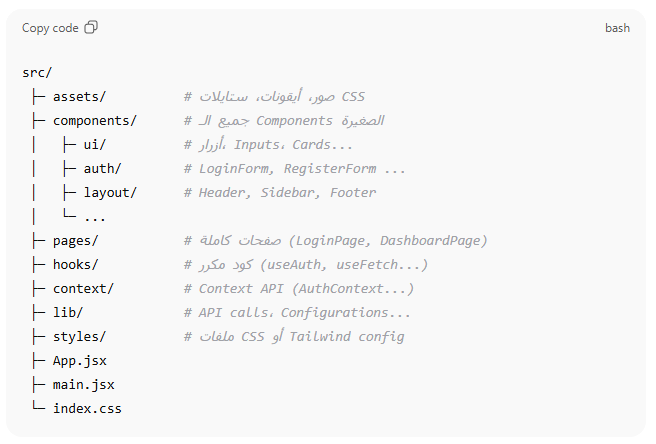 Copy code
bash
src/
├─ assets/ # صور، أيقونات، ستايلات CSS
├─ components/ # جميع الـ Components الصغيرة
│ ├─ ui/ # أزرار، Inputs، Cards...
│ ├─ auth/ # LoginForm, RegisterForm ...
│ ├─ layout/ # Header, Sidebar, Footer
│ └─ ...
├─ pages/ # صفحات كاملة (LoginPage, DashboardPage)
├─ hooks/ # كود مكرر (useAuth, useFetch...)
├─ context/ # Context API (AuthContext...)
├─ lib/ # API calls، Configurations...
├─ styles/ # ملفات CSS أو Tailwind config
├─ App.jsx
├─ main.jsx
└─ index.css